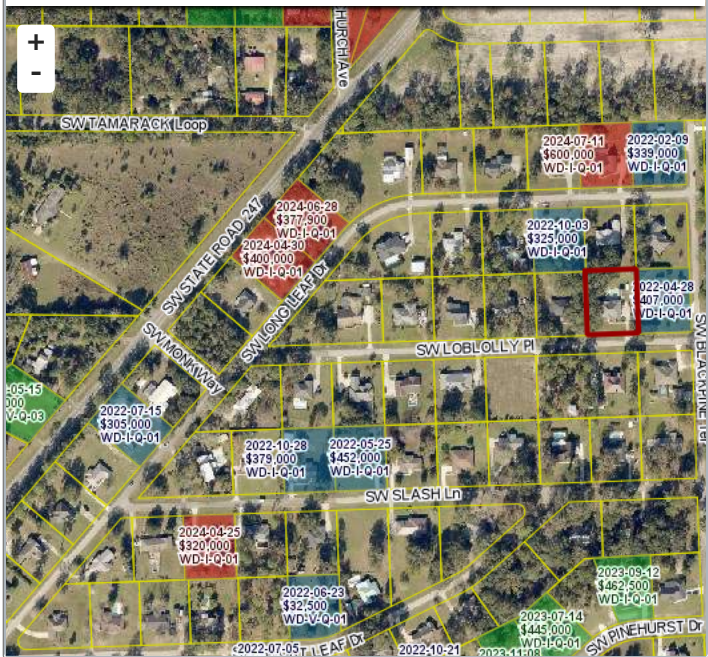 +
-
HURCH Ave
SW TAMARACK Loop
2024-07-11
$600,000
WD-I-Q-01
2022-02-09
$339,000
WD-I-Q-01
SW STATE ROAD 247
2024-06-28
$377,900
WD-I-Q-01
2024-04-30
$400,000
WD-I-Q-01
2022-10-03
$325,000
WD-I-Q-01
2022-04-28
$407,000
WD-I-Q-01
SW LONG LEAF Dr
SW MONK Way
SW LOBLOLLY Pl
SW BLACKPINE Ter
-05-15
000
V-Q-03
2022-07-15
$305,000
WD-I-Q-01
2022-10-28
$379,000
WD-I-Q-01
2022-05-25
$452,000
WD-I-Q-01
SW SLASH Ln
2024-04-25
$320,000
WD-I-Q-01
2022-06-23
$32,500
WD-V-Q-01
2023-09-12
$462,500
WD-I-Q-01
2023-07-14
$445,000
WD-I-Q-01
SW PINEHURST Dr
2022-07-05
T LEAF Dr
2022-10-21
2023-11-08